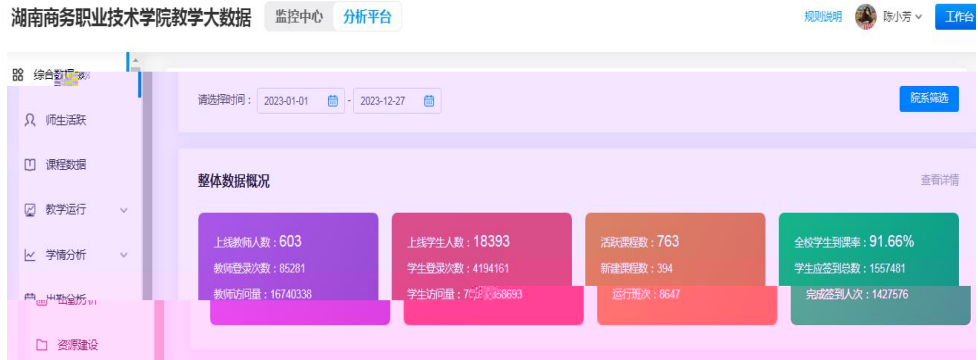 湖南商务职业技术学院教学大数据 监控中心 分析平台 规则说明 陈小芳 工作台
综合数据
请选择时间： 2023-01-01 - 2023-12-27 院系筛选
师生活跃
课程数据
整体数据概况 查看详情
教学运行
上线教师人数：603 上线学生人数：18393 活跃课程数：763 全校学生到课率：91.66%
学情分析
教师登录次数：85281 学生登录次数：4194161 新建课程数：394 学生应签到总数：1557481
出勤分析
教师访问量：16740338 学生访问量： 运行班次：8647 完成签到人次：1427576
资源建设